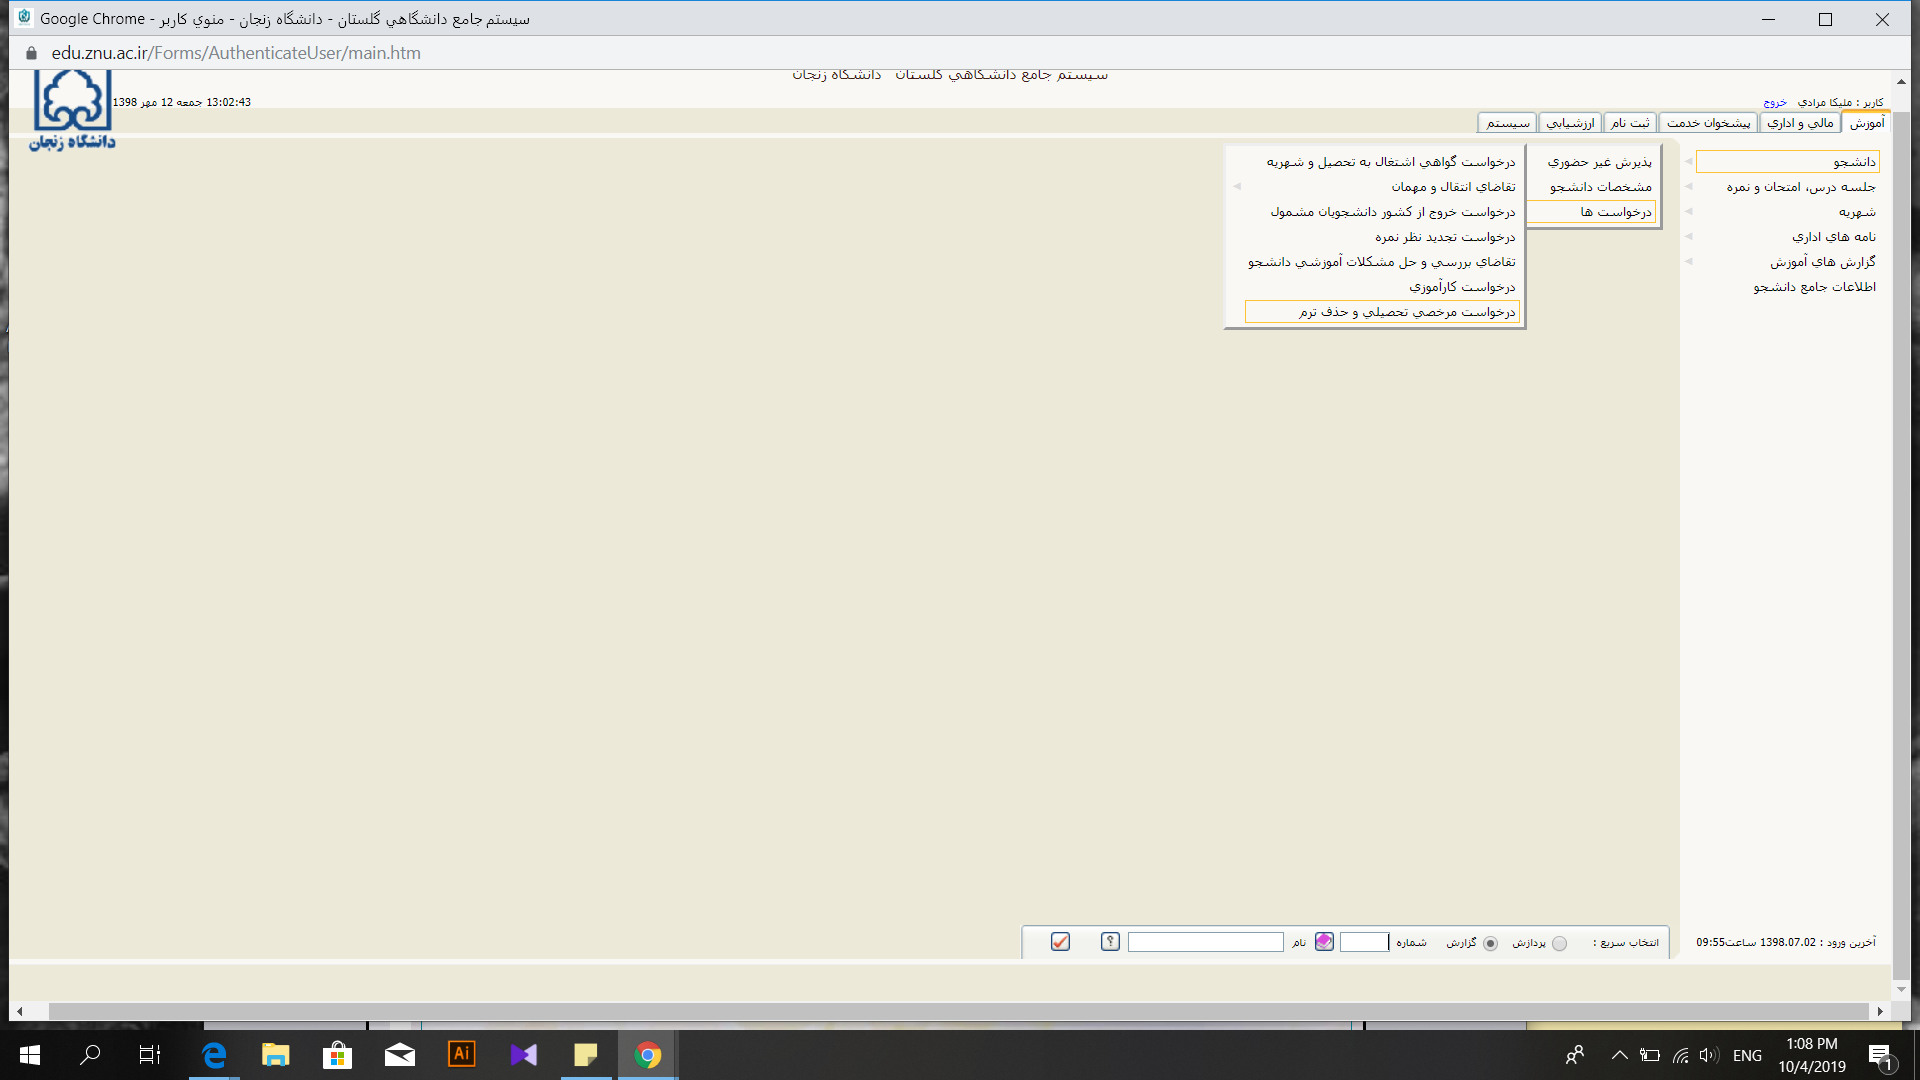 سيستم جامع دانشگاهي گلستان - دانشگاه زنجان - منوي کاربر - Google Chrome
edu.znu.ac.ir/Forms/AuthenticateUser/main.htm
سيستم جامع دانشگاهي گلستان دانشگاه زنجان
کاربر : مليکا مرادي خروج
13:02:43 جمعه 12 مهر 1398
دانشگاه زنجان
آموزش مالي و اداري پيشخوان خدمت ثبت نام ارزشيابي سيستم
دانشجو
جلسه درس، امتحان و نمره
شهريه
نامه هاي اداري
گزارش هاي آموزش
اطلاعات جامع دانشجو
پذيرش غير حضوري
مشخصات دانشجو
درخواست ها
درخواست گواهي اشتغال به تحصيل و شهريه
تقاضاي انتقال و مهمان
درخواست خروج از کشور دانشجويان مشمول
درخواست تجديد نظر نمره
تقاضاي بررسي و حل مشکلات آموزشي دانشجو
درخواست کارآموزي
درخواست مرخصي تحصيلي و حذف ترم
آخرين ورود : 1398.07.02 ساعت09:55
انتخاب سريع : پردازش گزارش شماره نام
Ai
ENG
1:08 PM
10/4/2019
1